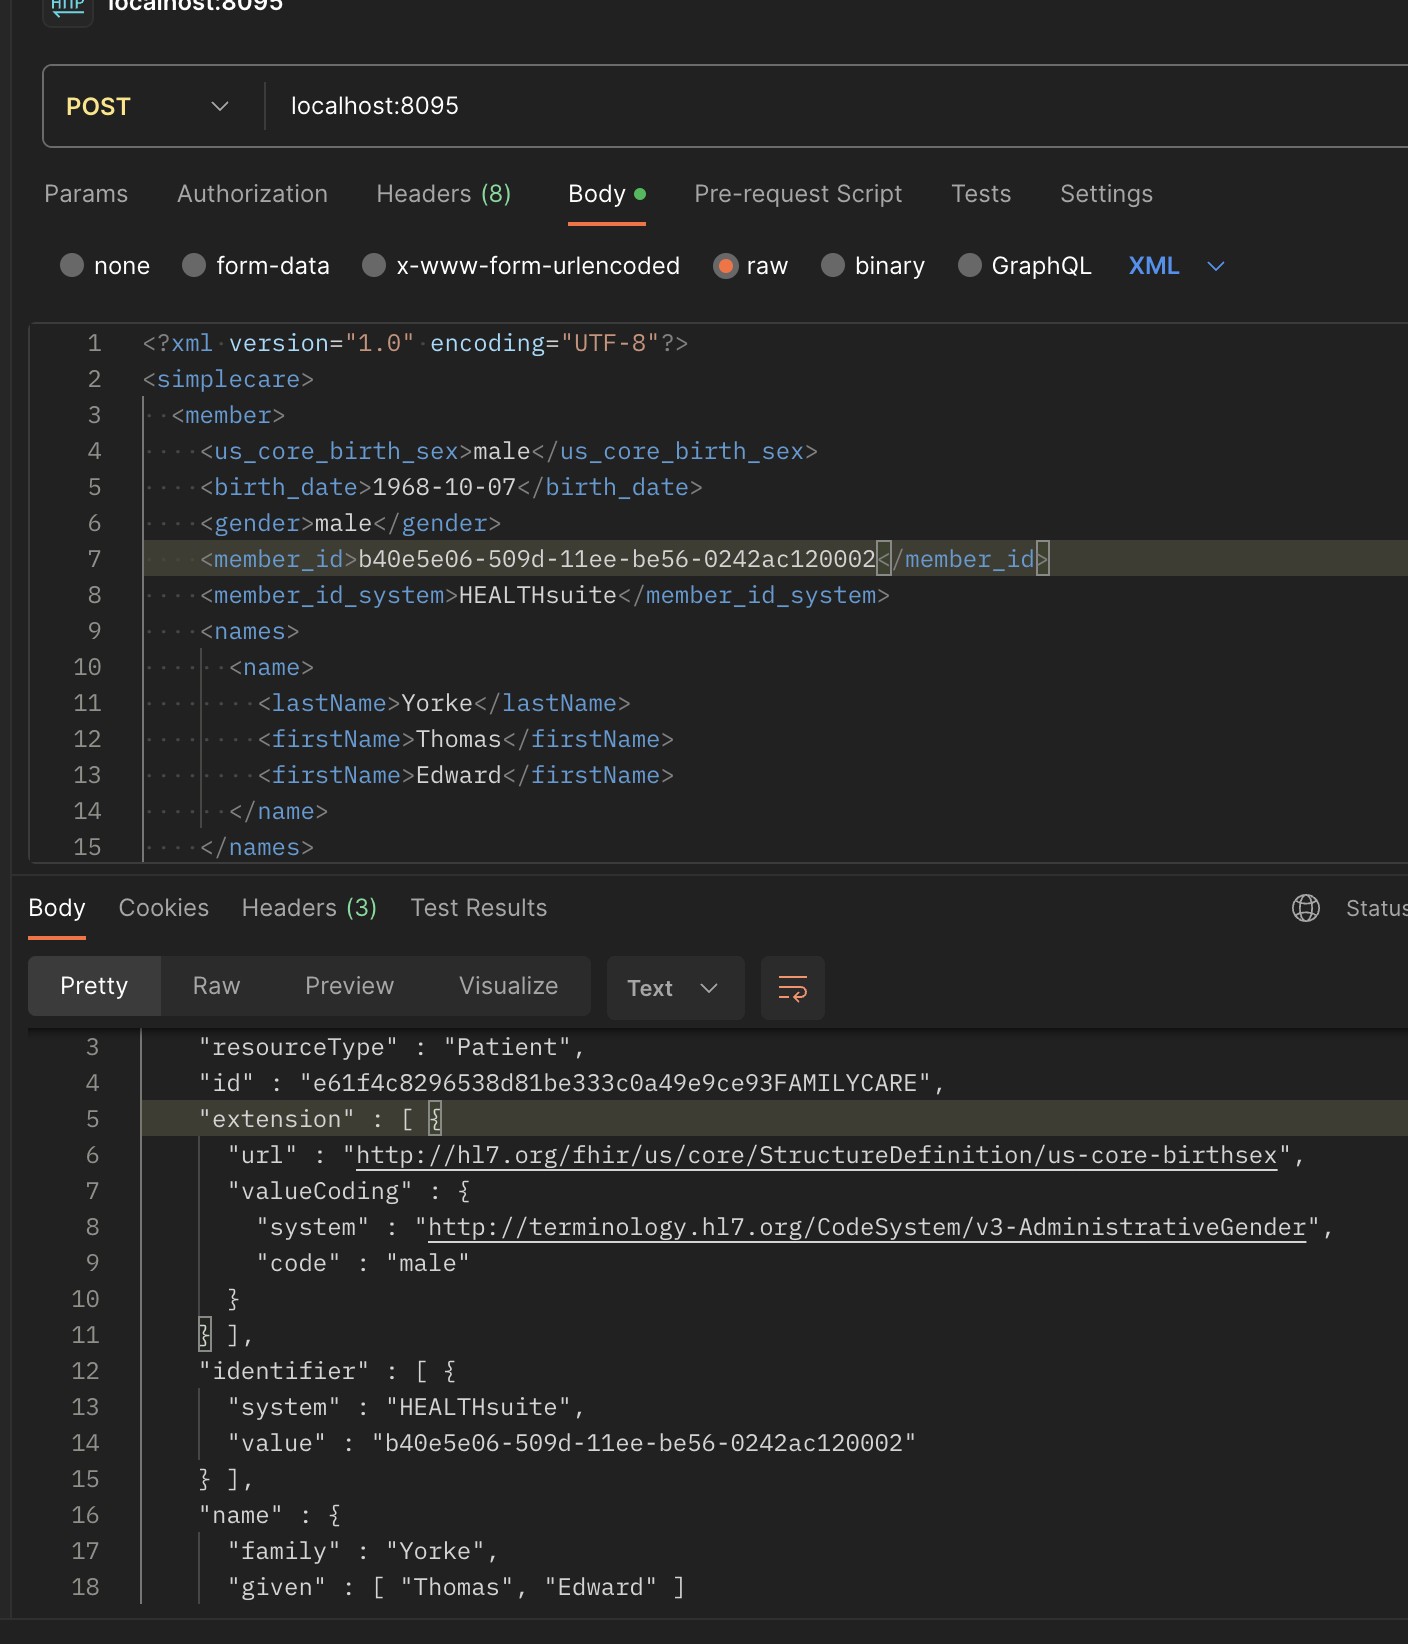 HTTP localhost:8095
POST localhost:8095
Params Authorization Headers (8) Body Pre-request Script Tests Settings
none form-data x-www-form-urlencoded raw binary GraphQL XML
1 <?xml version="1.0" encoding="UTF-8"?>
2 <simplecare>
3 <member>
4 <us_core_birth_sex>male</us_core_birth_sex>
5 <birth_date>1968-10-07</birth_date>
6 <gender>male</gender>
7 <member_id>b40e5e06-509d-11ee-be56-0242ac120002</member_id>
8 <member_id_system>HEALTHsuite</member_id_system>
9 <names>
10 <name>
11 <lastName>Yorke</lastName>
12 <firstName>Thomas</firstName>
13 <firstName>Edward</firstName>
14 </name>
15 </names>
Body Cookies Headers (3) Test Results Status
Pretty Raw Preview Visualize Text
3 "resourceType" : "Patient",
4 "id" : "e61f4c8296538d81be333c0a49e9ce93FAMILYCARE",
5 "extension" : [ {
6 "url" : "http://hl7.org/fhir/us/core/StructureDefinition/us-core-birthsex",
7 "valueCoding" : {
8 "system" : "http://terminology.hl7.org/CodeSystem/v3-AdministrativeGender",
9 "code" : "male"
10 }
11 } ],
12 "identifier" : [ {
13 "system" : "HEALTHsuite",
14 "value" : "b40e5e06-509d-11ee-be56-0242ac120002"
15 } ],
16 "name" : {
17 "family" : "Yorke",
18 "given" : [ "Thomas", "Edward" ]